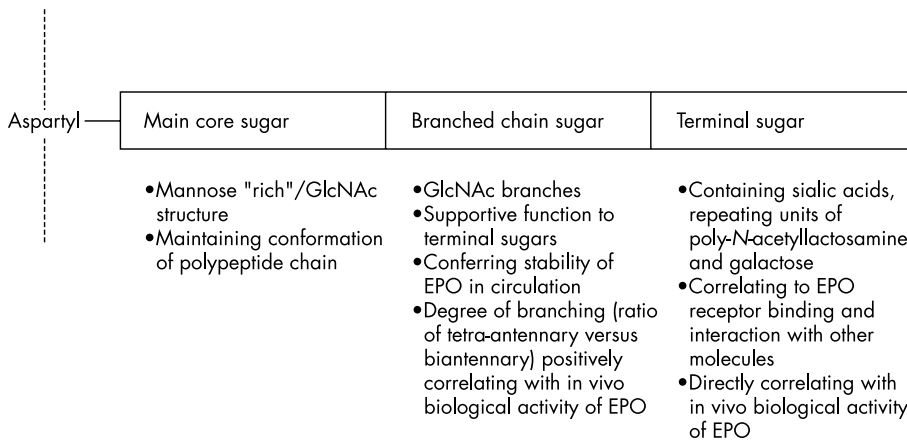 Aspartyl
Main core sugar
Branched chain sugar
Terminal sugar
•Mannose "rich"/GlcNAc
structure
•Maintaining conformation
of polypeptide chain
•GlcNAc branches
•Supportive function to
terminal sugars
•Conferring stability of
EPO in circulation
•Degree of branching (ratio
of tetra-antennary versus
biantennary) positively
correlating with in vivo
biological activity of EPO
•Containing sialic acids,
repeating units of
poly-N-acetyllactosamine
and galactose
•Correlating to EPO
receptor binding and
interaction with other
molecules
•Directly correlating with
in vivo biological activity
of EPO